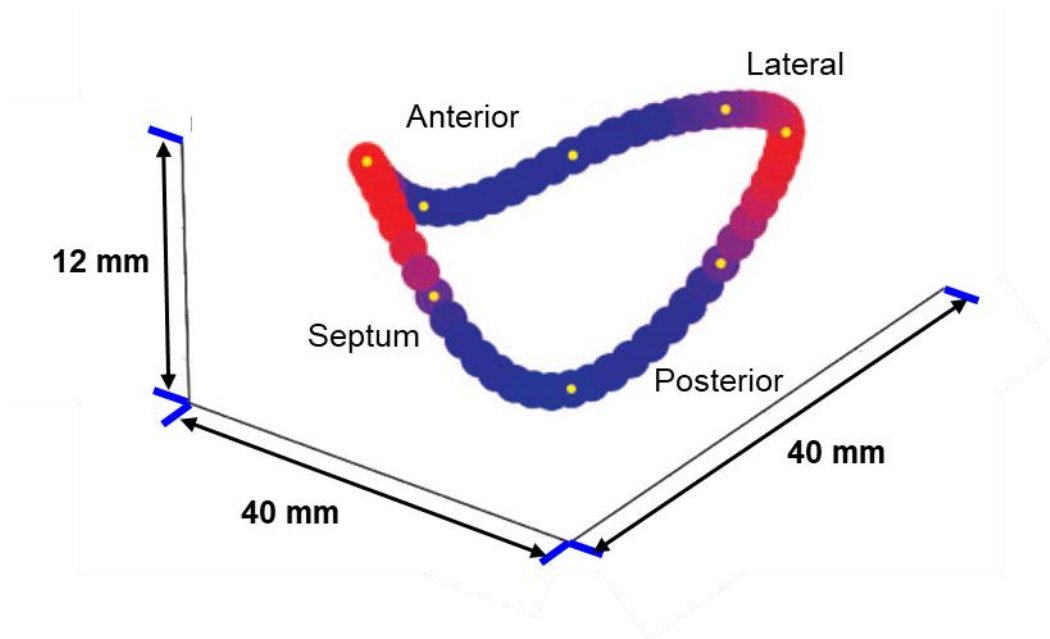 Lateral
Anterior
12 mm
Septum
Posterior
40 mm
40 mm